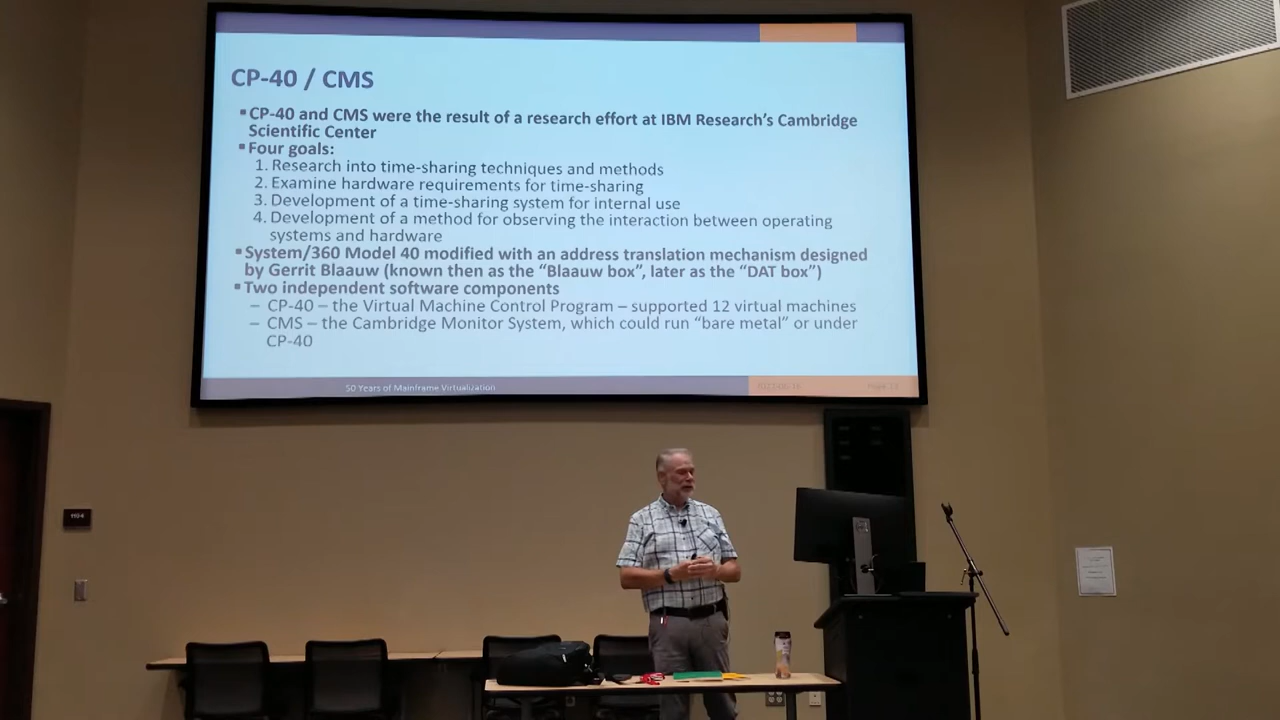 CP-40 / CMS
▪CP-40 and CMS were the result of a research effort at IBM Research's Cambridge
Scientific Center
▪Four goals:
1. Research into time-sharing techniques and methods
2. Examine hardware requirements for time-sharing
3. Development of a time-sharing system for internal use
4. Development of a method for observing the interaction between operating
systems and hardware
▪System/360 Model 40 modified with an address translation mechanism designed
by Gerrit Blaauw (known then as the “Blaauw box”, later as the “DAT box”)
▪Two independent software components
– CP-40 – the Virtual Machine Control Program – supported 12 virtual machines
– CMS – the Cambridge Monitor System, which could run “bare metal” or under
CP-40
50 Years of Mainframe Virtualization
1104